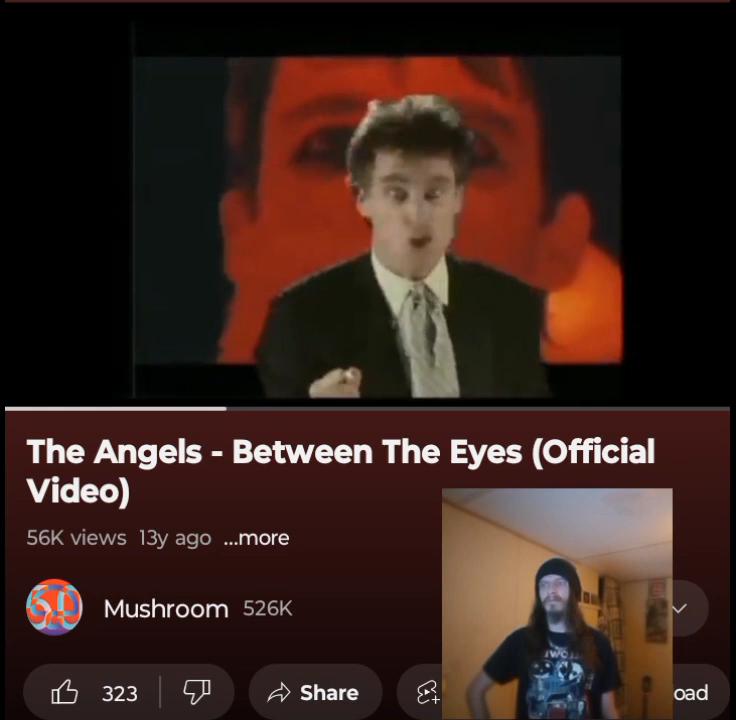 The Angels - Between The Eyes (Official
Video)
56K views 13y ago ...more
Mushroom 526K
323
Share
oad